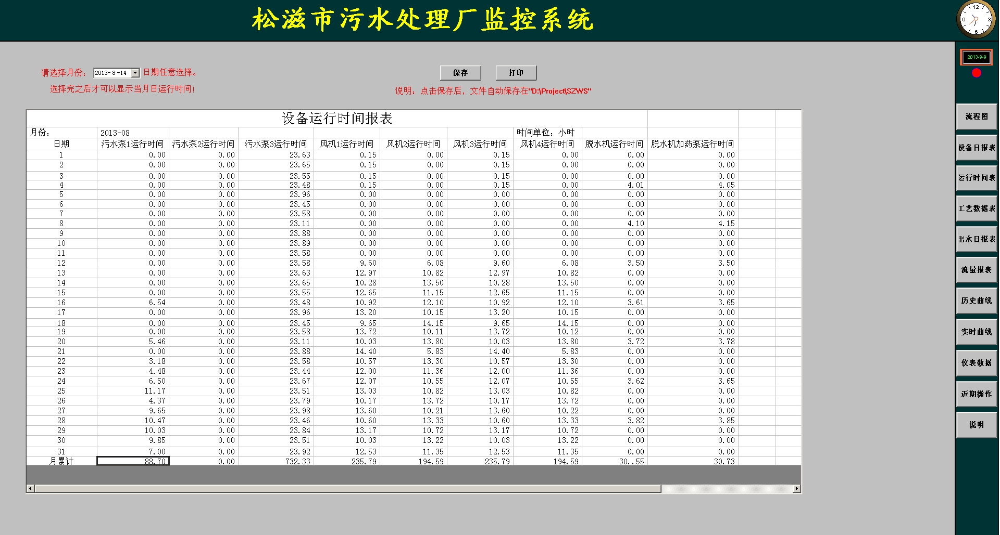 松滋市污水处理厂监控系统
12
9 3
6
2013-9-9
请选择月份: 2013- 8 -14 日期任意选择。
选择完之后才可以显示当月日运行时间!
保存 打印
说明: 点击保存后, 文件自动保存在"D:\Project\SZWS"
设备运行时间报表
月份: 2013-08 时间单位: 小时
日期 污水泵1运行时间 污水泵2运行时间 污水泵3运行时间 风机1运行时间 风机2运行时间 风机3运行时间 风机4运行时间 脱水机运行时间 脱水机加药泵运行时间
1 0.00 0.00 23.63 0.15 0.00 0.15 0.00 0.00 0.00
2 0.00 0.00 23.65 0.15 0.00 0.15 0.00 0.00 0.00
3 0.00 0.00 23.55 0.15 0.00 0.15 0.00 0.00 0.00
4 0.00 0.00 23.48 0.15 0.00 0.15 0.00 4.01 4.05
5 0.00 0.00 23.96 0.00 0.00 0.00 0.00 0.00 0.00
6 0.00 0.00 23.45 0.00 0.00 0.00 0.00 0.00 0.00
7 0.00 0.00 23.58 0.00 0.00 0.00 0.00 0.00 0.00
8 0.00 0.00 23.11 0.00 0.00 0.00 0.00 4.10 4.15
9 0.00 0.00 23.88 0.00 0.00 0.00 0.00 0.00 0.00
10 0.00 0.00 23.89 0.00 0.00 0.00 0.00 0.00 0.00
11 0.00 0.00 23.58 0.00 0.00 0.00 0.00 0.00 0.00
12 0.00 0.00 23.58 9.60 6.08 9.60 6.08 3.50 3.50
13 0.00 0.00 23.63 12.97 10.82 12.97 10.82 0.00 0.00
14 0.00 0.00 23.65 10.28 13.50 10.28 13.50 0.00 0.00
15 0.00 0.00 23.55 12.65 11.15 12.65 11.15 0.00 0.00
16 6.54 0.00 23.48 10.92 12.10 10.92 12.10 3.61 3.65
17 0.00 0.00 23.96 13.20 10.15 13.20 10.15 0.00 0.00
18 0.00 0.00 23.45 9.65 14.15 9.65 14.15 0.00 0.00
19 0.00 0.00 23.58 13.72 10.11 13.72 10.12 0.00 0.00
20 5.46 0.00 23.11 10.03 13.80 10.03 13.80 3.72 3.78
21 0.00 0.00 23.88 14.40 5.83 14.40 5.83 0.00 0.00
22 3.18 0.00 23.58 10.57 13.30 10.57 13.30 0.00 0.00
23 4.48 0.00 23.44 12.00 11.36 12.00 11.36 0.00 0.00
24 6.50 0.00 23.67 12.07 10.55 12.07 10.55 3.62 3.65
25 11.17 0.00 23.51 13.03 10.82 13.03 10.82 0.00 0.00
26 4.37 0.00 23.79 10.17 13.72 10.17 13.72 0.00 0.00
27 9.65 0.00 23.98 13.60 10.21 13.60 10.22 0.00 0.00
28 10.47 0.00 23.46 10.60 13.33 10.60 13.33 3.82 3.85
29 10.03 0.00 23.84 13.17 10.72 13.17 10.72 0.00 0.00
30 9.85 0.00 23.51 10.03 13.22 10.03 13.22 0.00 0.00
31 7.00 0.00 23.92 12.53 11.35 12.53 11.35 0.00 0.00
月累计 88.70 0.00 732.33 235.79 194.59 235.79 194.59 30..55 30.73
流程图
设备日报表
运行时间表
工艺数据表
出水日报表
流量报表
历史曲线
实时曲线
仪表数据
近期操作
说明